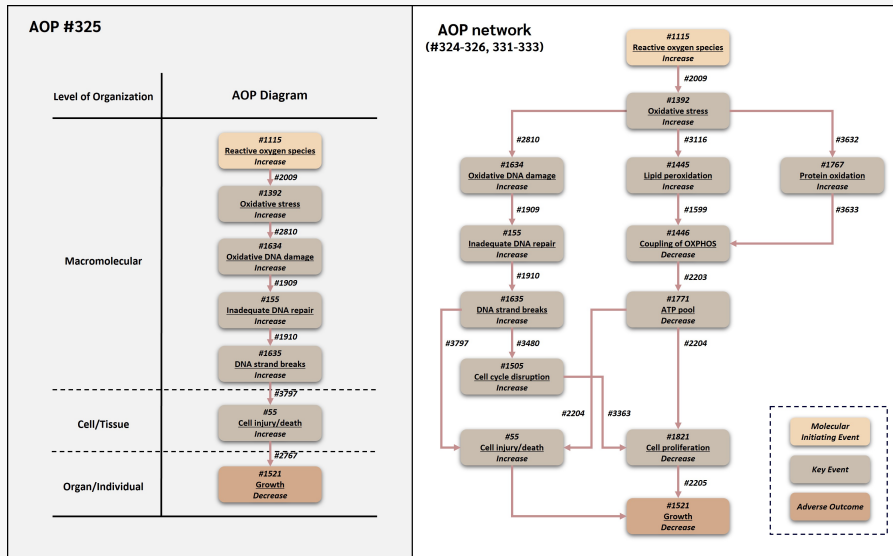 AOP #325
Level of Organization
AOP Diagram
Macromolecular
#1115
Reactive oxygen species
Increase
#2009
#1392
Oxidative stress
Increase
#2810
#1634
Oxidative DNA damage
Increase
#1909
#155
Inadequate DNA repair
Increase
#1910
#1635
DNA strand breaks
Increase
#3797
Cell/Tissue
#55
Cell injury/death
Increase
#2767
Organ/Individual
#1521
Growth
Decrease
AOP network
(#324-326, 331-333)
#1115
Reactive oxygen species
Increase
#2009
#1392
Oxidative stress
Increase
#2810
#3116
#3632
#1634
Oxidative DNA damage
Increase
#1445
Lipid peroxidation
Increase
#1767
Protein oxidation
Increase
#1909
#1599
#3633
#155
Inadequate DNA repair
Increase
#1446
Coupling of OXPHOS
Decrease
#1910
#2203
#1635
DNA strand breaks
Increase
#1771
ATP pool
Decrease
#3797
#3480
#2204
#1505
Cell cycle disruption
Increase
#2204
#3363
#55
Cell injury/death
Increase
#1821
Cell proliferation
Decrease
#2205
#1521
Growth
Decrease
Molecular
Initiating Event
Key Event
Adverse Outcome